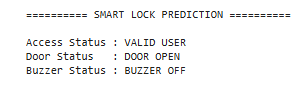 ========== SMART LOCK PREDICTION ==========
Access Status : VALID USER
Door Status   : DOOR OPEN
Buzzer Status : BUZZER OFF